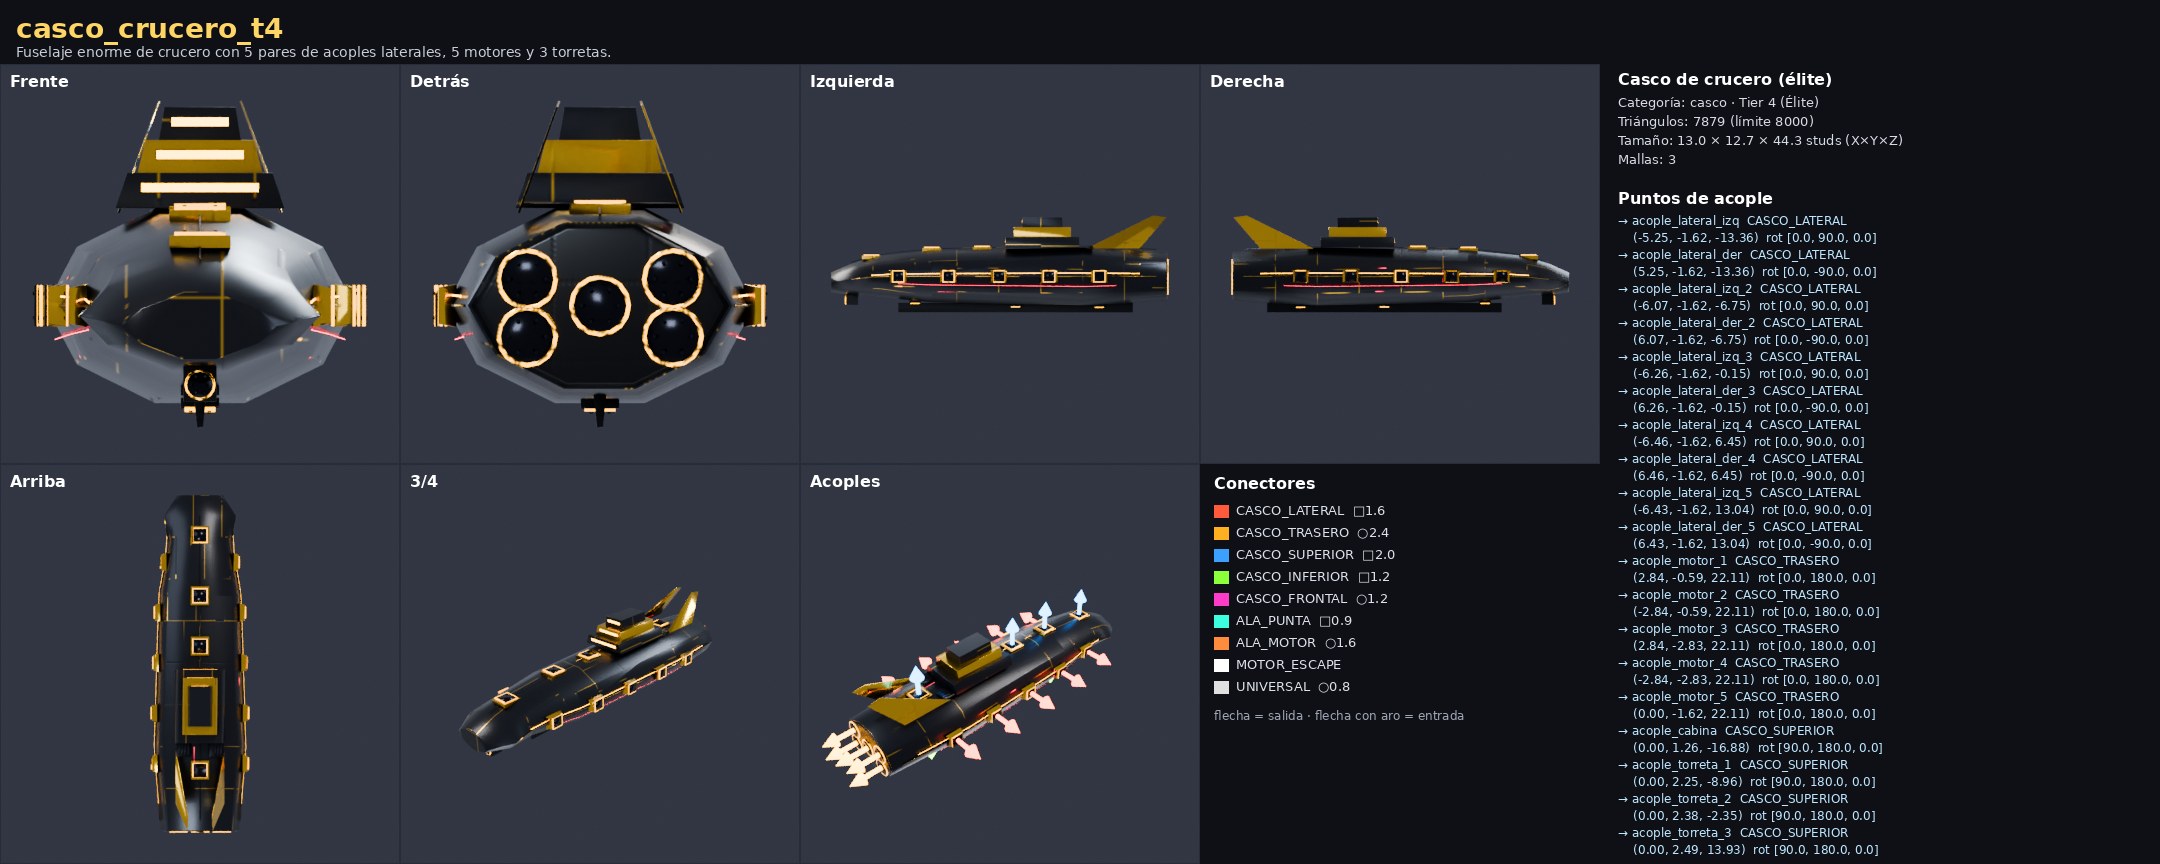 casco_crucero_t4
Fuselaje enorme de crucero con 5 pares de acoples laterales, 5 motores y 3 torretas.
Frente
Detrás
Izquierda
Derecha
Arriba
3/4
Acoples
Conectores
CASCO_LATERAL □1.6
CASCO_TRASERO ○2.4
CASCO_SUPERIOR □2.0
CASCO_INFERIOR □1.2
CASCO_FRONTAL ○1.2
ALA_PUNTA □0.9
ALA_MOTOR ○1.6
MOTOR_ESCAPE
UNIVERSAL ○0.8
flecha = salida · flecha con aro = entrada
Casco de crucero (élite)
Categoría: casco · Tier 4 (Élite)
Triángulos: 7879 (límite 8000)
Tamaño: 13.0 × 12.7 × 44.3 studs (X×Y×Z)
Mallas: 3
Puntos de acople
→ acople_lateral_izq CASCO_LATERAL
(-5.25, -1.62, -13.36) rot [0.0, 90.0, 0.0]
→ acople_lateral_der CASCO_LATERAL
(5.25, -1.62, -13.36) rot [0.0, -90.0, 0.0]
→ acople_lateral_izq_2 CASCO_LATERAL
(-6.07, -1.62, -6.75) rot [0.0, 90.0, 0.0]
→ acople_lateral_der_2 CASCO_LATERAL
(6.07, -1.62, -6.75) rot [0.0, -90.0, 0.0]
→ acople_lateral_izq_3 CASCO_LATERAL
(-6.26, -1.62, -0.15) rot [0.0, 90.0, 0.0]
→ acople_lateral_der_3 CASCO_LATERAL
(6.26, -1.62, -0.15) rot [0.0, -90.0, 0.0]
→ acople_lateral_izq_4 CASCO_LATERAL
(-6.46, -1.62, 6.45) rot [0.0, 90.0, 0.0]
→ acople_lateral_der_4 CASCO_LATERAL
(6.46, -1.62, 6.45) rot [0.0, -90.0, 0.0]
→ acople_lateral_izq_5 CASCO_LATERAL
(-6.43, -1.62, 13.04) rot [0.0, 90.0, 0.0]
→ acople_lateral_der_5 CASCO_LATERAL
(6.43, -1.62, 13.04) rot [0.0, -90.0, 0.0]
→ acople_motor_1 CASCO_TRASERO
(2.84, -0.59, 22.11) rot [0.0, 180.0, 0.0]
→ acople_motor_2 CASCO_TRASERO
(-2.84, -0.59, 22.11) rot [0.0, 180.0, 0.0]
→ acople_motor_3 CASCO_TRASERO
(2.84, -2.83, 22.11) rot [0.0, 180.0, 0.0]
→ acople_motor_4 CASCO_TRASERO
(-2.84, -2.83, 22.11) rot [0.0, 180.0, 0.0]
→ acople_motor_5 CASCO_TRASERO
(0.00, -1.62, 22.11) rot [0.0, 180.0, 0.0]
→ acople_cabina CASCO_SUPERIOR
(0.00, 1.26, -16.88) rot [90.0, 180.0, 0.0]
→ acople_torreta_1 CASCO_SUPERIOR
(0.00, 2.25, -8.96) rot [90.0, 180.0, 0.0]
→ acople_torreta_2 CASCO_SUPERIOR
(0.00, 2.38, -2.35) rot [90.0, 180.0, 0.0]
→ acople_torreta_3 CASCO_SUPERIOR
(0.00, 2.49, 13.93) rot [90.0, 180.0, 0.0]